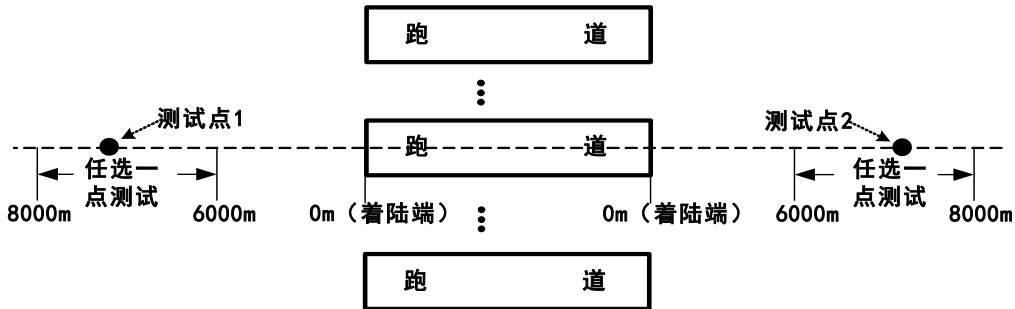 跑 道
测试点1
测试点2
跑 道
任选一
点测试
任选一
点测试
8000m
6000m
0m（着陆端）
0m（着陆端）
6000m
8000m
跑 道